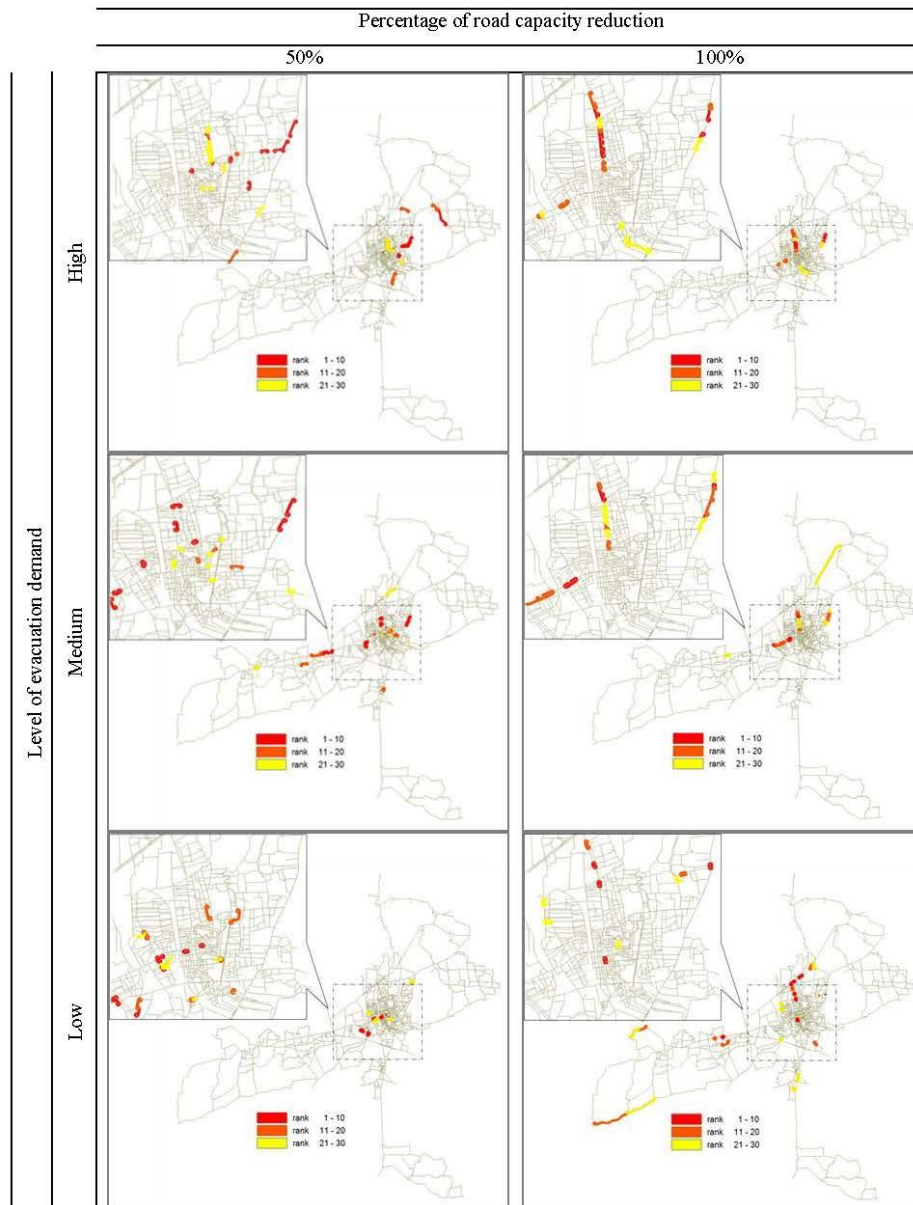 Percentage of road capacity reduction
50%
100%
Level of evacuation demand
High
rank 1 - 10
rank 11 - 20
rank 21 - 30
rank 1 - 10
rank 11 - 20
rank 21 - 30
Medium
rank 1 - 10
rank 11 - 20
rank 21 - 30
rank 1 - 10
rank 11 - 20
rank 21 - 30
Low
rank 1 - 10
rank 11 - 20
rank 21 - 30
rank 1 - 10
rank 11 - 20
rank 21 - 30